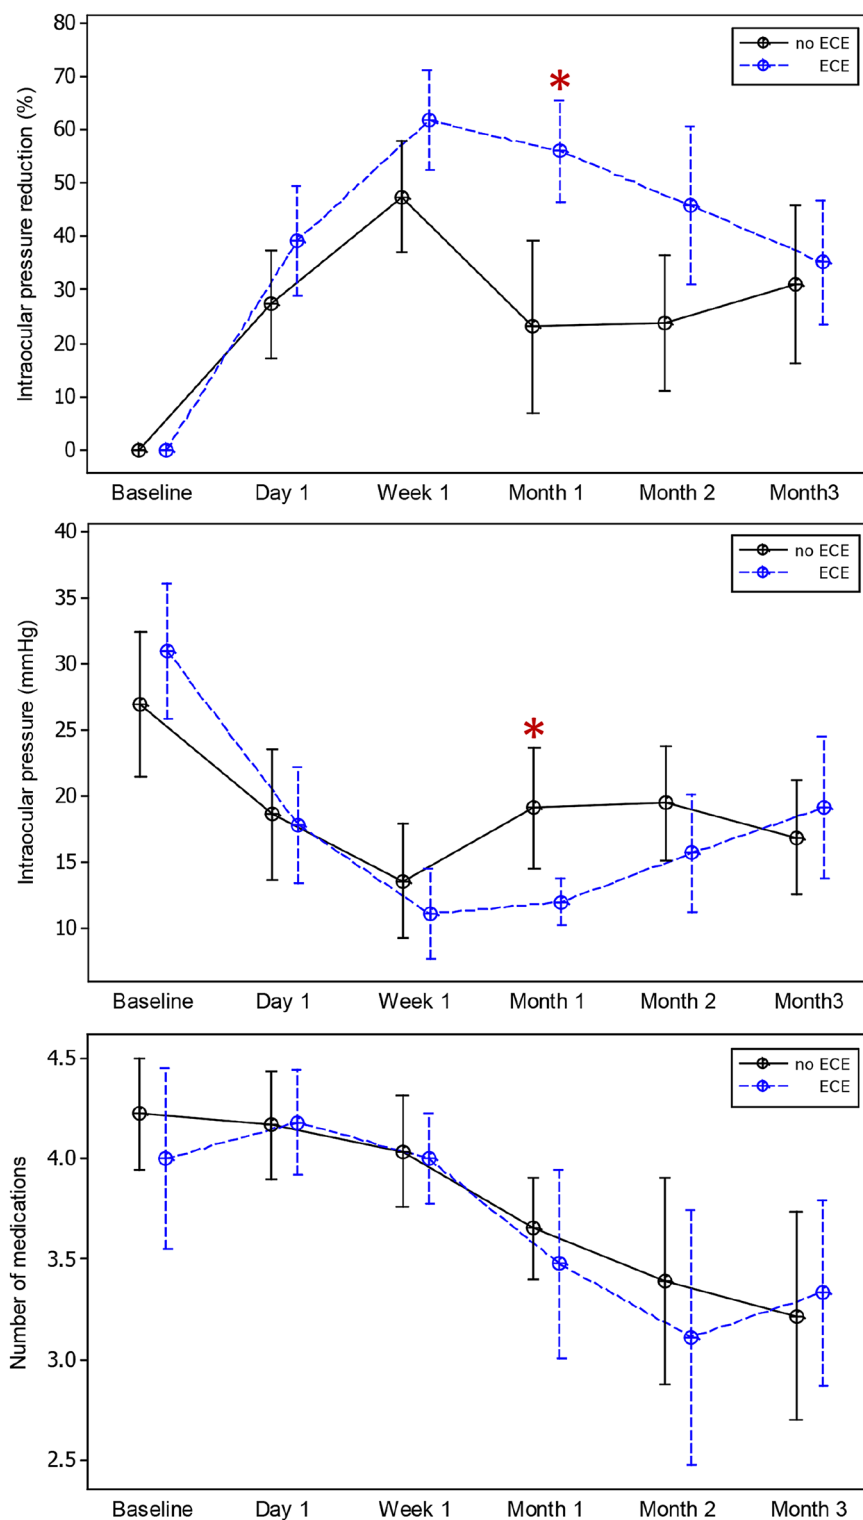 Intraocular pressure reduction (%)
80
70
60
50
40
30
20
10
0
no ECE
ECE
*
Baseline Day 1 Week 1 Month 1 Month 2 Month3
Intraocular pressure (mmHg)
40
35
30
25
20
15
10
no ECE
ECE
*
Baseline Day 1 Week 1 Month 1 Month 2 Month3
Number of medications
4.5
4.0
3.5
3.0
2.5
no ECE
ECE
Baseline Day 1 Week 1 Month 1 Month 2 Month 3